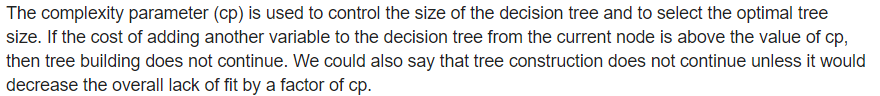 The complexity parameter (cp) is used to control the size of the decision tree and to select the optimal tree
size. If the cost of adding another variable to the decision tree from the current node is above the value of cp,
then tree building does not continue. We could also say that tree construction does not continue unless it would
decrease the overall lack of fit by a factor of cp.